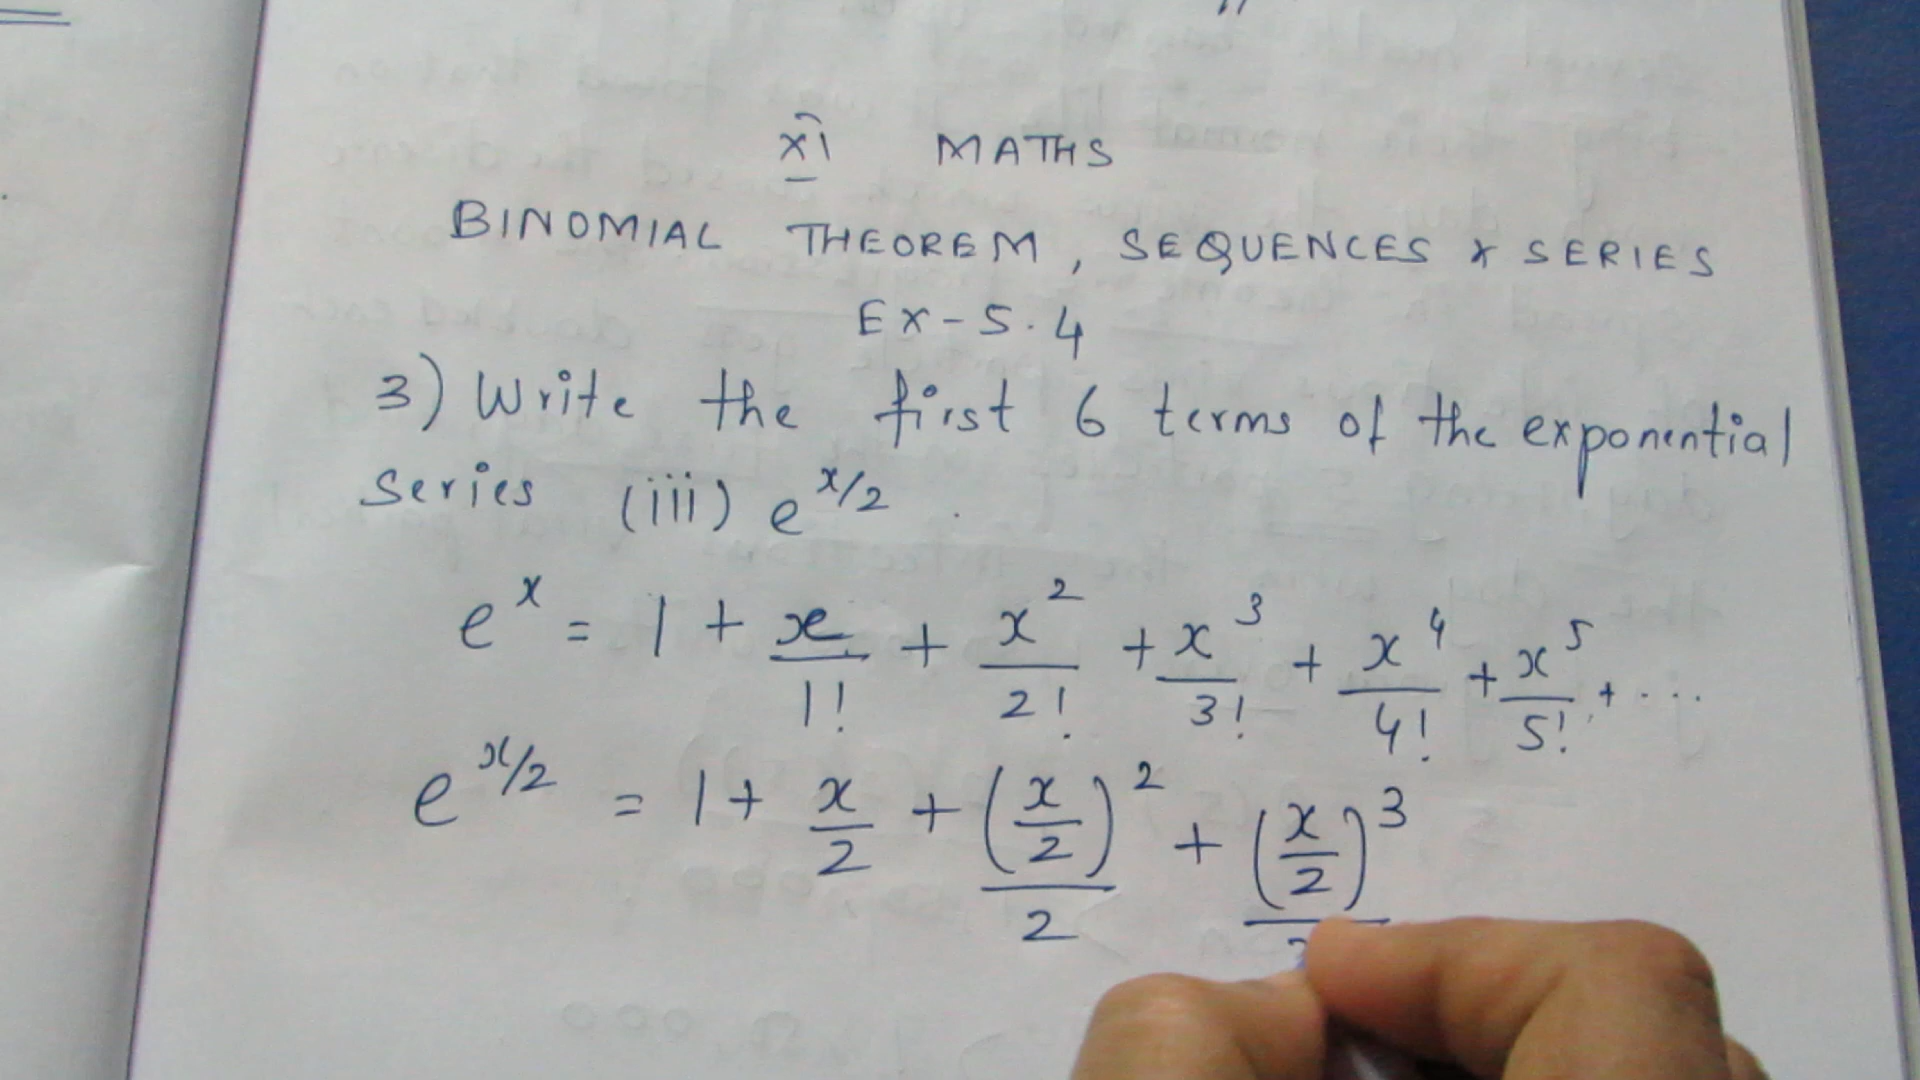 XI MATHS
BINOMIAL THEOREM, SEQUENCES & SERIES
EX-5.4
3) Write the first 6 terms of the exponential
series (iii) e^x/2.
e^x = 1 + x/1! + x^2/2! + x^3/3! + x^4/4! + x^5/5! + ...
e^x/2 = 1 + x/2 + (x/2)^2/2 + (x/2)^3